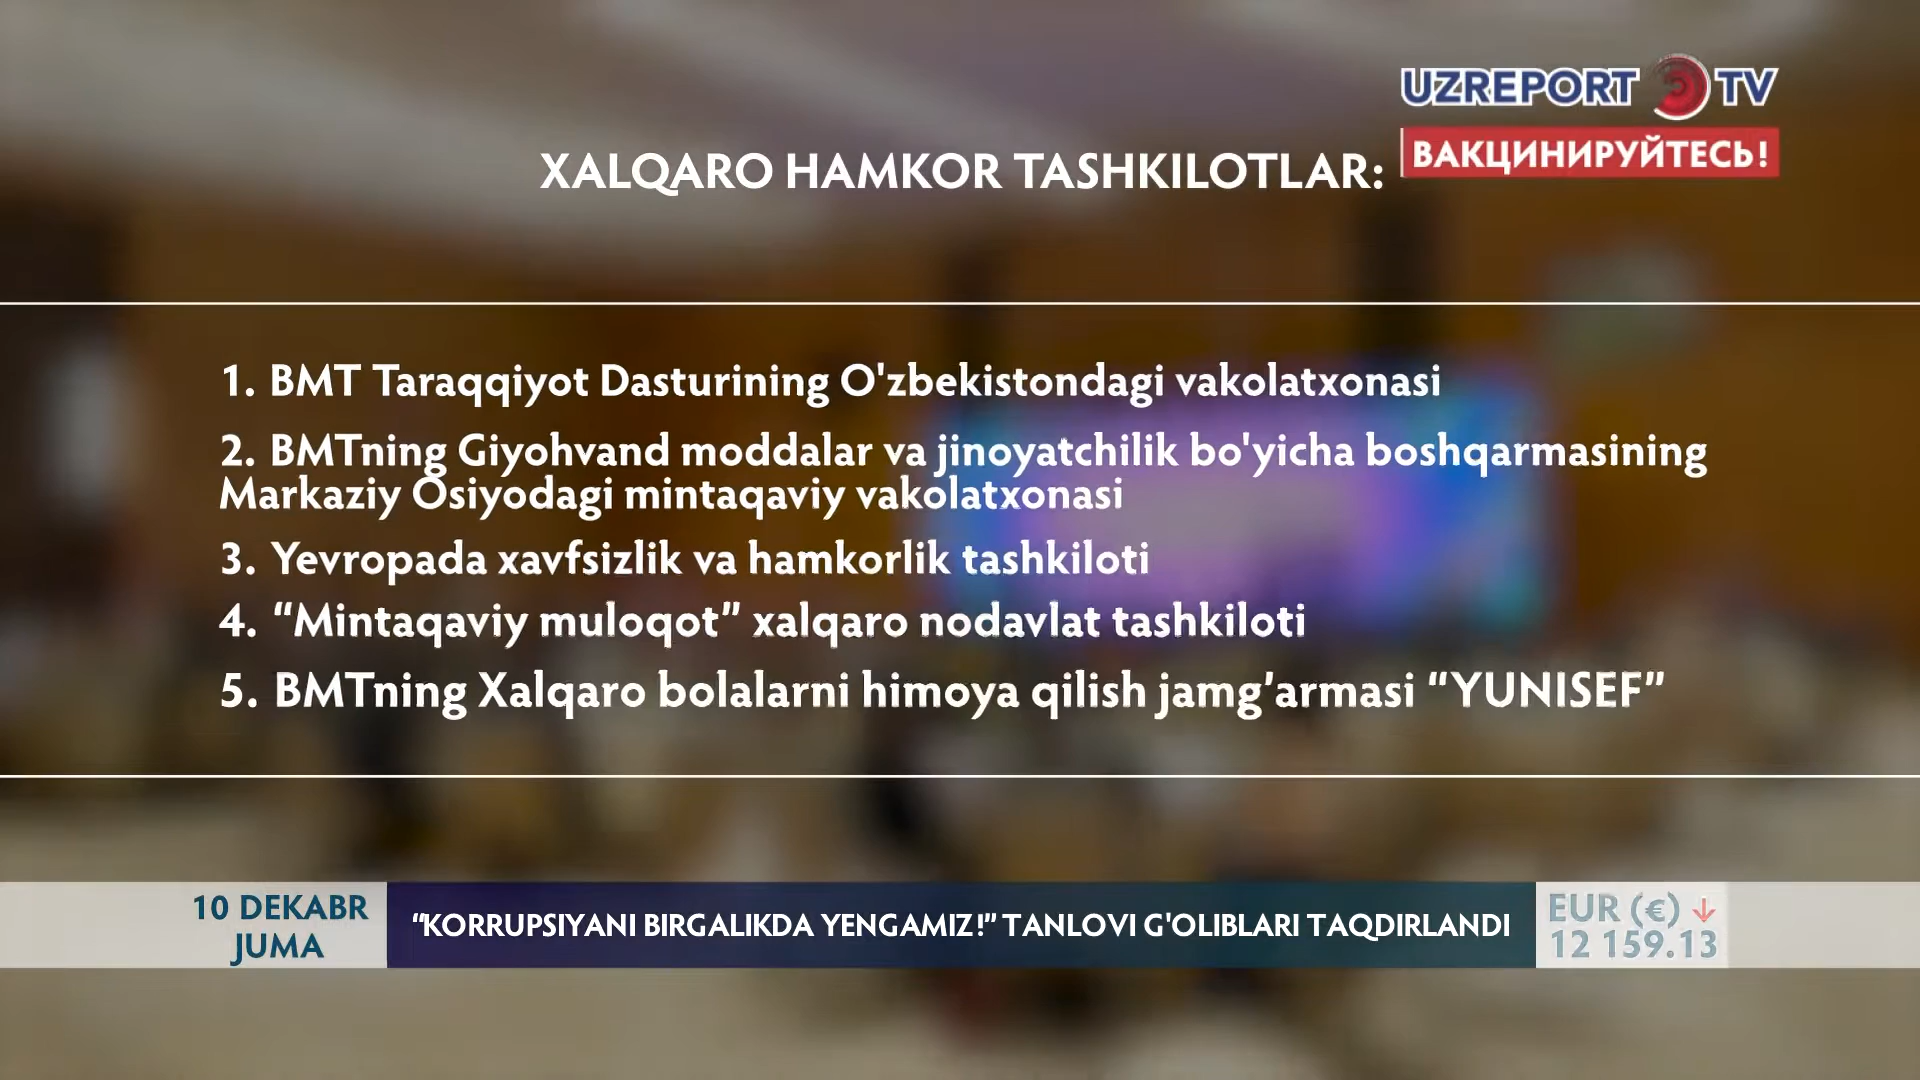 UZREPORT TV
ВАКЦИНИРУЙТЕСЬ!
XALQARO HAMKOR TASHKILOTLAR:
1. BMT Taraqqiyot Dasturining O'zbekistondagi vakolatxonasi
2. BMTning Giyohvand moddalar va jinoyatchilik bo'yicha boshqarmasining
Markaziy Osiyodagi mintaqaviy vakolatxonasi
3. Yevropada xavfsizlik va hamkorlik tashkiloti
4. “Mintaqaviy muloqot” xalqaro nodavlat tashkiloti
5. BMTning Xalqaro bolalarni himoya qilish jamg’armasi “YUNISEF”
10 DEKABR
JUMA
“KORRUPSIYANI BIRGALIKDA YENGAMIZ!” TANLOVI G'OLIBLARI TAQDIRLANDI
EUR (€) ↓
12 159.13